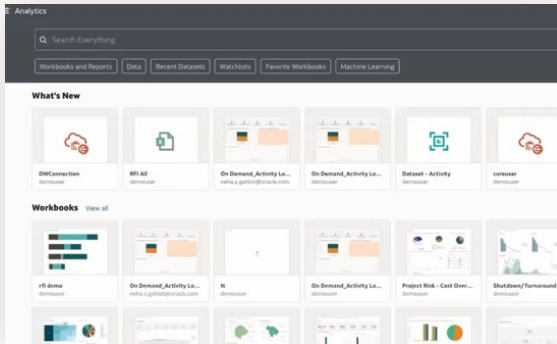 Analytics
Search Everything
Workbooks and Reports Data Recent Datasets Watchlists Favorite Workbooks Machine Learning
What's New
DWConnection RFI All On Demand_Activity Lo... On Demand_Activity Lo... Dataset - Activity coreuser
demouser demouser neha.s.gahlot@oracle.com demouser demouser demouser
Workbooks View all
rfi demo On Demand_Activity Lo... tt On Demand_Activity Lo... Project Risk - Cost Over... Shutdown/Turnaround
demouser neha.s.gahlot@oracle.com demouser demouser demouser demouser